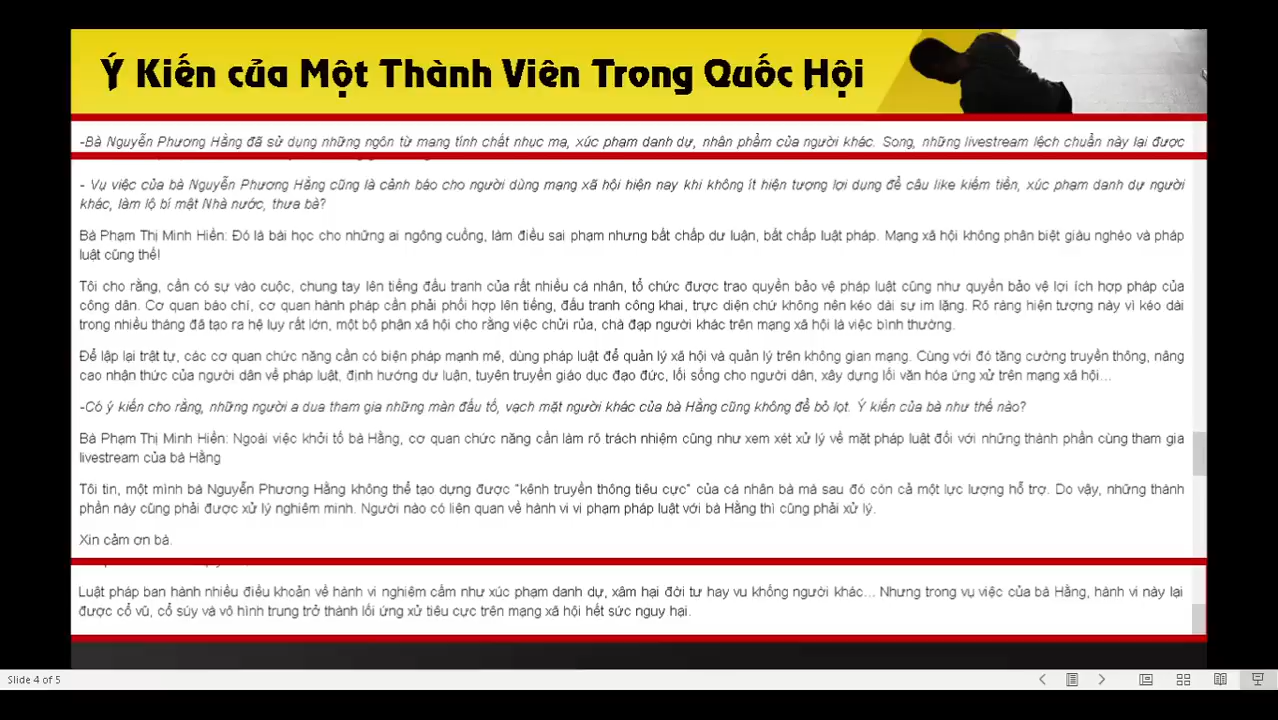 Ý Kiến của Một Thành Viên Trong Quốc Hội
-Bà Nguyễn Phương Hằng đã sử dụng những ngôn từ mang tính chất nhục mạ, xúc phạm danh dự, nhân phẩm của người khác. Song, những livestream lệch chuẩn này lại được
- Vụ việc của bà Nguyễn Phương Hằng cũng là cảnh báo cho người dùng mạng xã hội hiện nay khi không ít hiện tượng lợi dụng để câu like kiếm tiền, xúc phạm danh dự người
khác, làm lộ bí mật Nhà nước, thưa bà?
Bà Phạm Thị Minh Hiền: Đó là bài học cho những ai ngông cuồng, làm điều sai phạm nhưng bất chấp dư luận, bất chấp luật pháp. Mạng xã hội không phân biệt giàu nghèo và pháp
luật cũng thế!
Tôi cho rằng, cần có sự vào cuộc, chung tay lên tiếng đấu tranh của rất nhiều cá nhân, tổ chức được trao quyền bảo vệ pháp luật cũng như quyền bảo vệ lợi ích hợp pháp của
công dân. Cơ quan báo chí, cơ quan hành pháp cần phải phối hợp lên tiếng, đấu tranh công khai, trực diện chứ không nên kéo dài sự im lặng. Rõ ràng hiện tượng này vì kéo dài
trong nhiều tháng đã tạo ra hệ lụy rất lớn, một bộ phận xã hội cho rằng việc chửi rủa, chà đạp người khác trên mạng xã hội là việc bình thường.
Để lập lại trật tự, các cơ quan chức năng cần có biện pháp mạnh mẽ, dùng pháp luật để quản lý xã hội và quản lý trên không gian mạng. Cùng với đó tăng cường truyền thông, nâng
cao nhận thức của người dân về pháp luật, định hướng dư luận, tuyên truyền giáo dục đạo đức, lối sống cho người dân, xây dựng lối văn hóa ứng xử trên mạng xã hội...
-Có ý kiến cho rằng, những người a dua tham gia những màn đấu tố, vạch mặt người khác của bà Hằng cũng không để bỏ lọt. Ý kiến của bà như thế nào?
Bà Phạm Thị Minh Hiền: Ngoài việc khởi tố bà Hằng, cơ quan chức năng cần làm rõ trách nhiệm cũng như xem xét xử lý về mặt pháp luật đối với những thành phần cùng tham gia
livestream của bà Hằng
Tôi tin, một mình bà Nguyễn Phương Hằng không thể tạo dựng được "kênh truyền thông tiêu cực" của cá nhân bà mà sau đó còn cả một lực lượng hỗ trợ. Do vậy, những thành
phần này cũng phải được xử lý nghiêm minh. Người nào có liên quan về hành vi vi phạm pháp luật với bà Hằng thì cũng phải xử lý.
Xin cảm ơn bà.
Luật pháp ban hành nhiều điều khoản về hành vi nghiêm cấm như xúc phạm danh dự, xâm hại đời tư hay vu khống người khác... Nhưng trong vụ việc của bà Hằng, hành vi này lại
được cổ vũ, cổ súy và vô hình trung trở thành lối ứng xử tiêu cực trên mạng xã hội hết sức nguy hại.
Slide 4 of 5